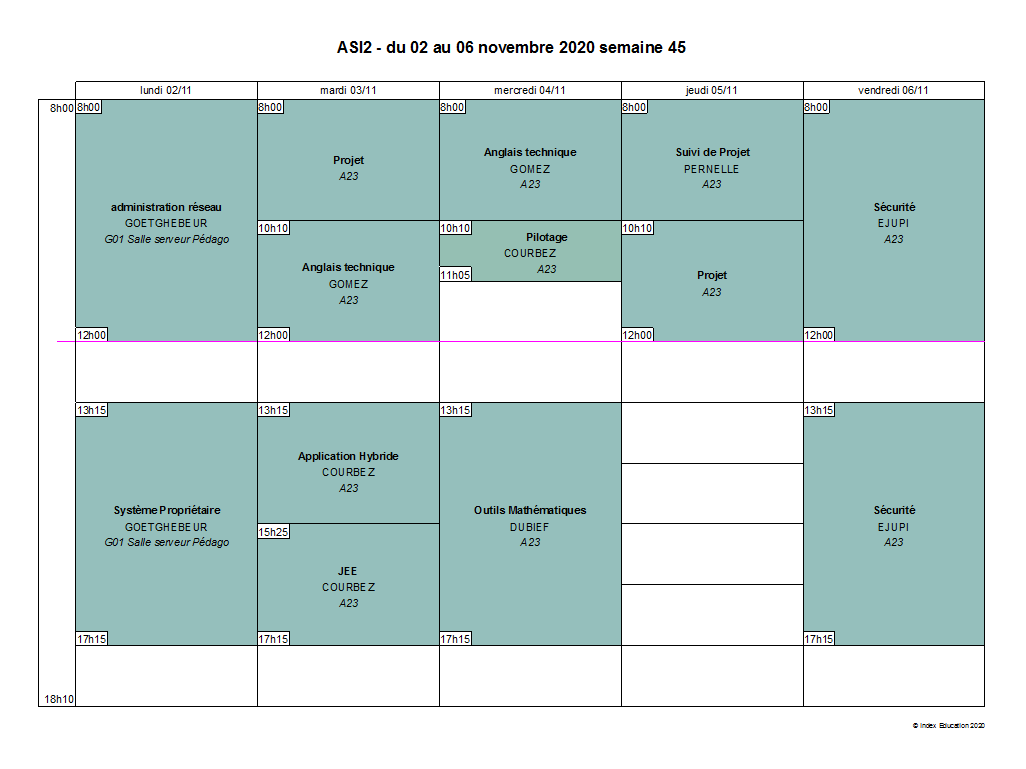 ASI2 - du 02 au 06 novembre 2020 semaine 45
lundi 02/11
mardi 03/11
mercredi 04/11
jeudi 05/11
vendredi 06/11
8h00
8h00
administration réseau
GOETGHEBEUR
G01 Salle serveur Pédago
12h00
13h15
Système Propriétaire
GOETGHEBEUR
G01 Salle serveur Pédago
17h15
8h00
Projet
A23
10h10
Anglais technique
GOMEZ
A23
12h00
13h15
Application Hybride
COURBEZ
A23
15h25
JEE
COURBEZ
A23
17h15
8h00
Anglais technique
GOMEZ
A23
10h10
Pilotage
COURBEZ
A23
11h05
13h15
Outils Mathématiques
DUBIEF
A23
17h15
8h00
Suivi de Projet
PERNELLE
A23
10h10
Projet
A23
12h00
8h00
Sécurité
EJUPI
A23
12h00
13h15
Sécurité
EJUPI
A23
17h15
18h10
© Index Education 2020